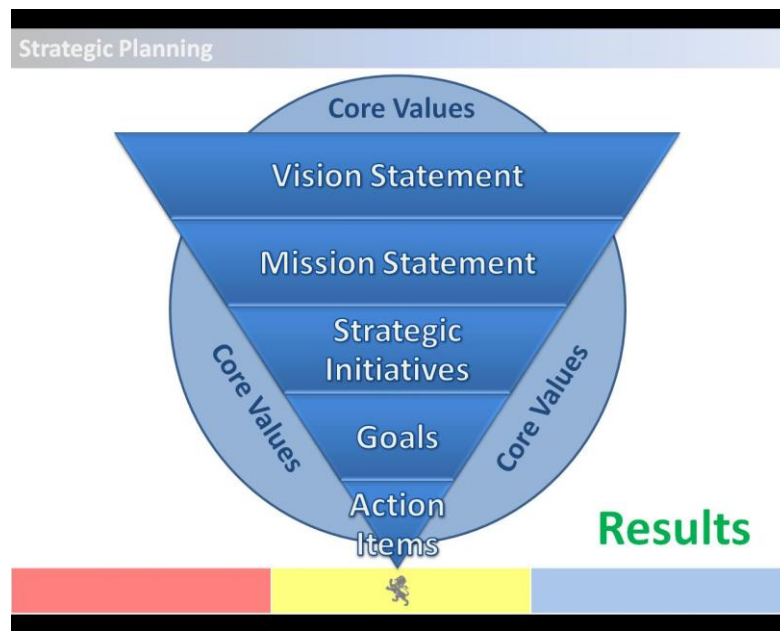 Strategic Planning
Core Values
Vision Statement
Mission Statement
Strategic
Initiatives
Core Values
Core Values
Goals
Action
Items
Results